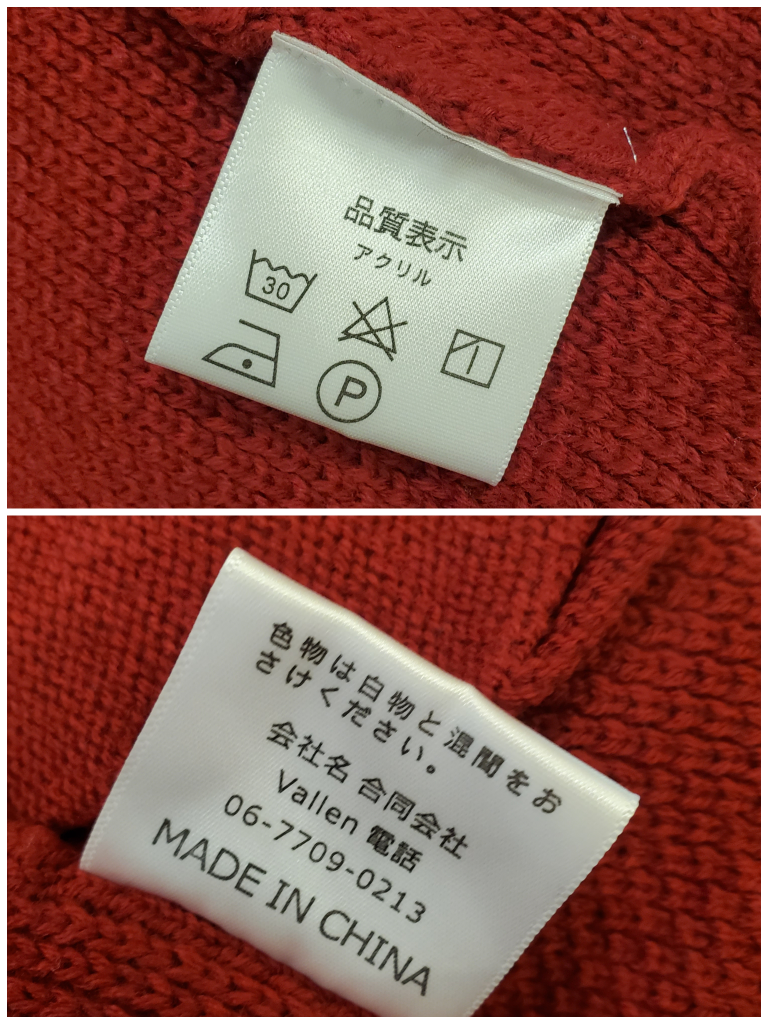 品質表示
アクリル
30
P
色物は白物と混間をお
さけください。
会社名 合同会社
Vallen 電話
06-7709-0213
MADE IN CHINA